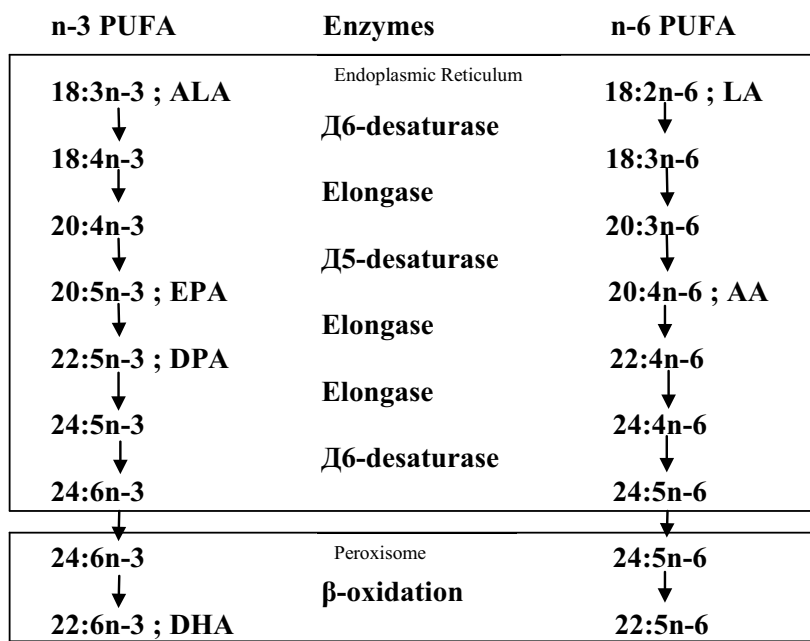 n-3 PUFA Enzymes n-6 PUFA
Endoplasmic Reticulum
18:3n-3 ; ALA 18:2n-6 ; LA
Д6-desaturase
18:4n-3 18:3n-6
Elongase
20:4n-3 20:3n-6
Д5-desaturase
20:5n-3 ; EPA 20:4n-6 ; AA
Elongase
22:5n-3 ; DPA 22:4n-6
Elongase
24:5n-3 24:4n-6
Д6-desaturase
24:6n-3 24:5n-6
24:6n-3 Peroxisome 24:5n-6
β-oxidation
22:6n-3 ; DHA 22:5n-6